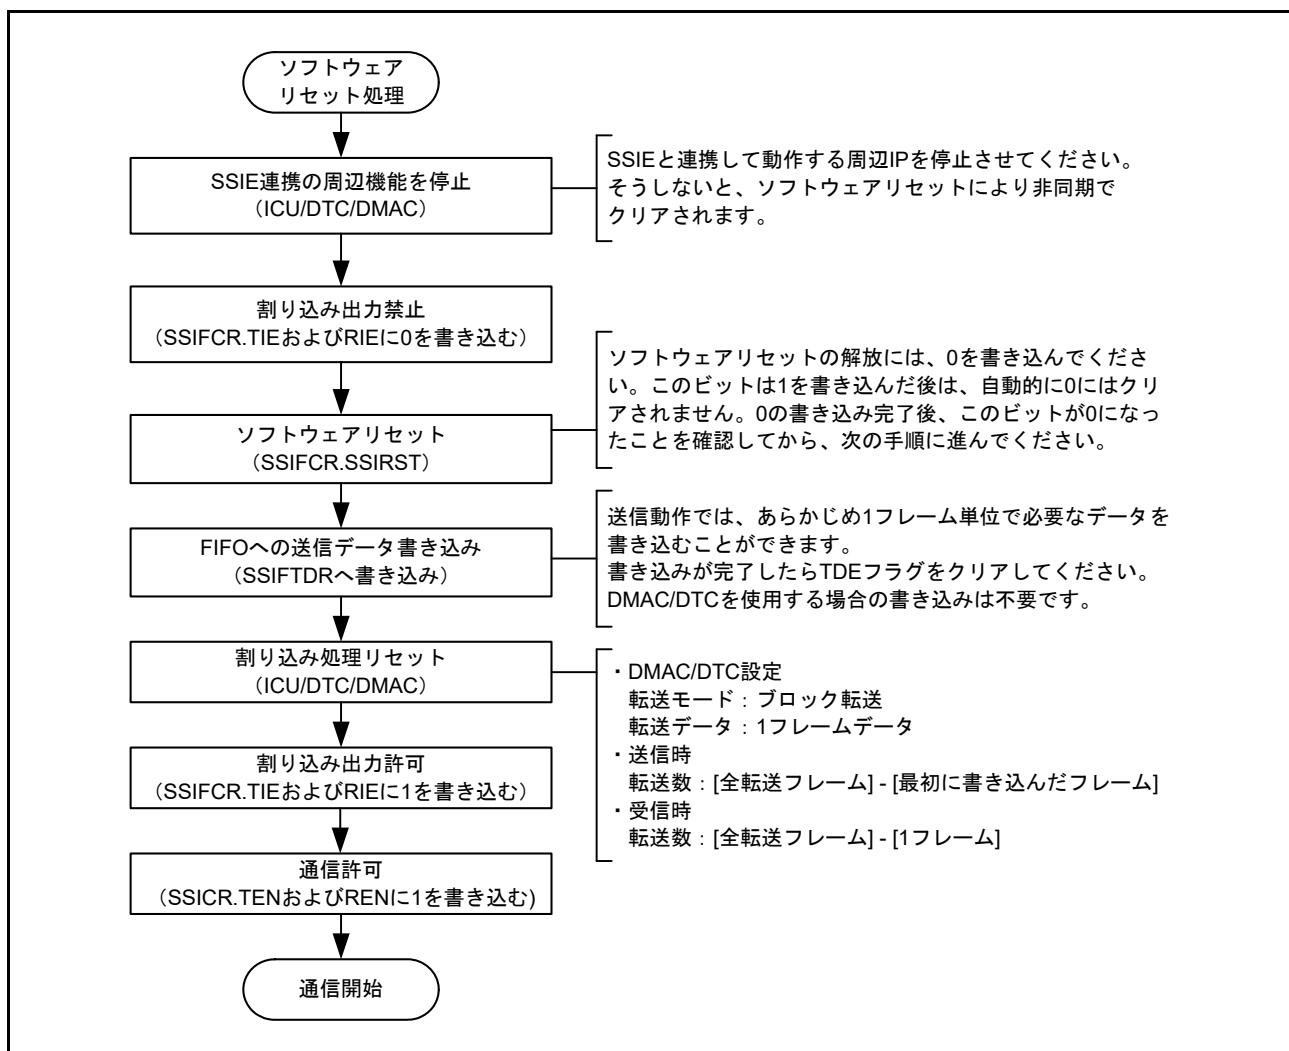 ソフトウェア
リセット処理
SSIE連携の周辺機能を停止
（ICU/DTC/DMAC）
SSIEと連携して動作する周辺IPを停止させてください。
そうしないと、ソフトウェアリセットにより非同期で
クリアされます。
割り込み出力禁止
（SSIFCR.TIEおよびRIEに0を書き込む）
ソフトウェアリセット
（SSIFCR.SSIRST）
ソフトウェアリセットの解放には、0を書き込んでくださ
い。このビットは1を書き込んだ後は、自動的に0にはクリ
アされません。0の書き込み完了後、このビットが0になっ
たことを確認してから、次の手順に進んでください。
FIFOへの送信データ書き込み
（SSIFTDRへ書き込み）
送信動作では、あらかじめ1フレーム単位で必要なデータを
書き込むことができます。
書き込みが完了したらTDEフラグをクリアしてください。
DMAC/DTCを使用する場合の書き込みは不要です。
割り込み処理リセット
（ICU/DTC/DMAC）
・DMAC/DTC設定
転送モード：ブロック転送
転送データ：1フレームデータ
・送信時
転送数：[全転送フレーム] - [最初に書き込んだフレーム]
・受信時
転送数：[全転送フレーム] - [1フレーム]
割り込み出力許可
（SSIFCR.TIEおよびRIEに1を書き込む）
通信許可
（SSICR.TENおよびRENに1を書き込む)
通信開始